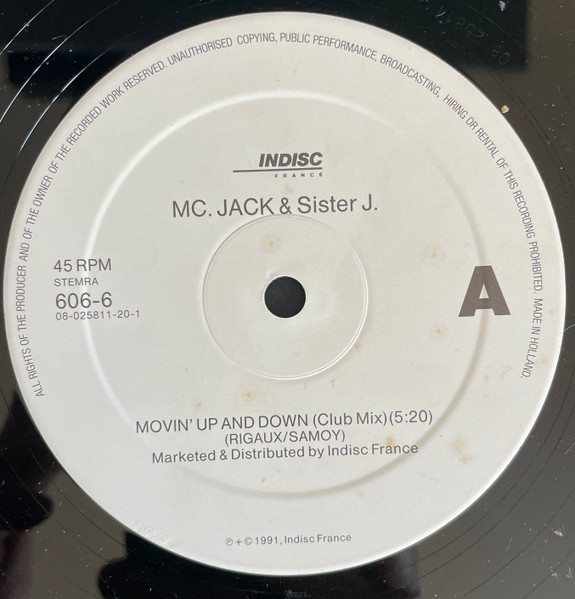 ALL RIGHTS OF THE PRODUCER AND OF THE OWNER OF THE RECORDED WORK RESERVED. UNAUTHORISED COPYING, PUBLIC PERFORMANCE, BROADCASTING, HIRING OR RENTAL OF THIS RECORDING PROHIBITED. MADE IN HOLLAND.
INDISC
FRANCE
MC. JACK & Sister J.
45 RPM
STEMRA
606-6
08-025811-20-1
A
MOVIN' UP AND DOWN (Club Mix)(5:20)
(RIGAUX/SAMOY)
Marketed & Distributed by Indisc France
℗ + © 1991, Indisc France